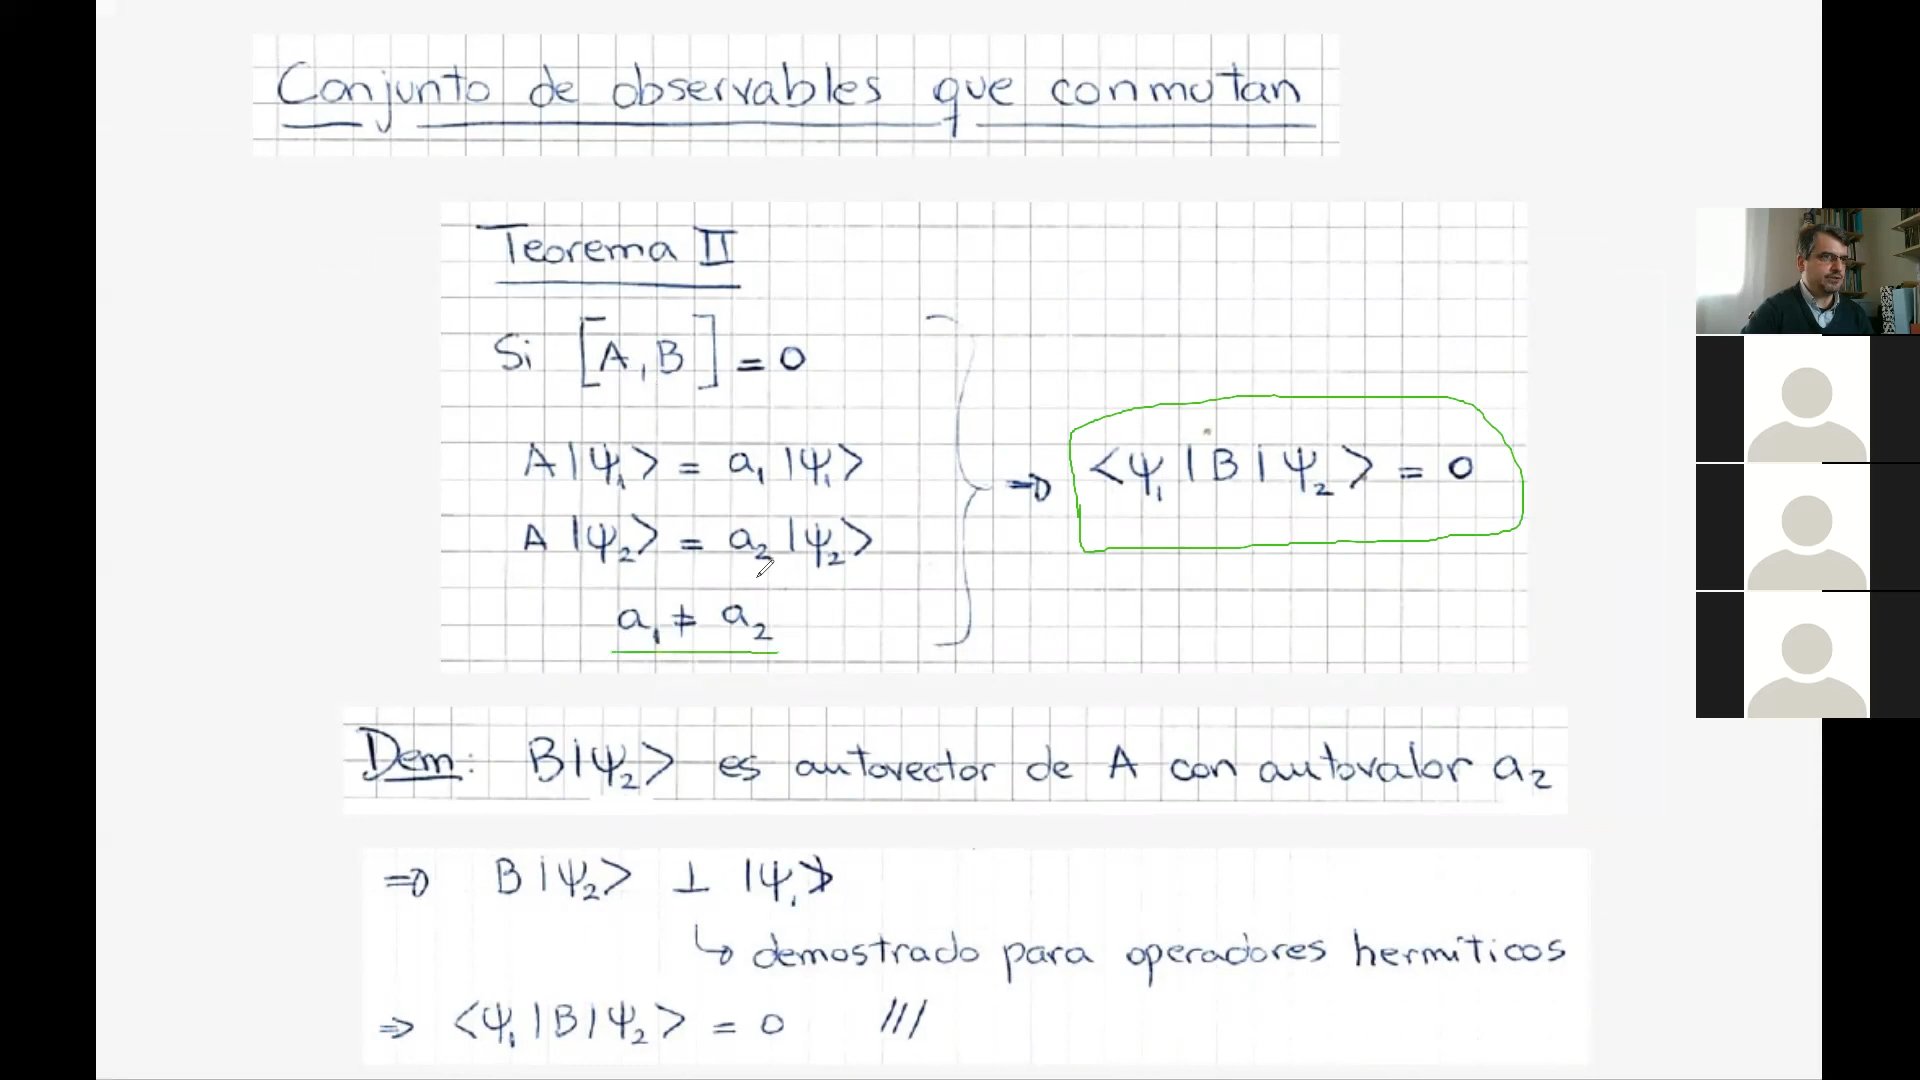 Conjunto de observables que conmutan
Teorema II
Si [A,B] = 0
A|ψ₁> = a₁|ψ₁>
A|ψ₂> = a₂|ψ₂>
a₁ ≠ a₂
⇒ <ψ₁|B|ψ₂> = 0
Dem: B|ψ₂> es autovector de A con autovalor a₂
⇒ B|ψ₂> ⊥ |ψ₁>
↳ demostrado para operadores hermíticos
⇒ <ψ₁|B|ψ₂> = 0 ///